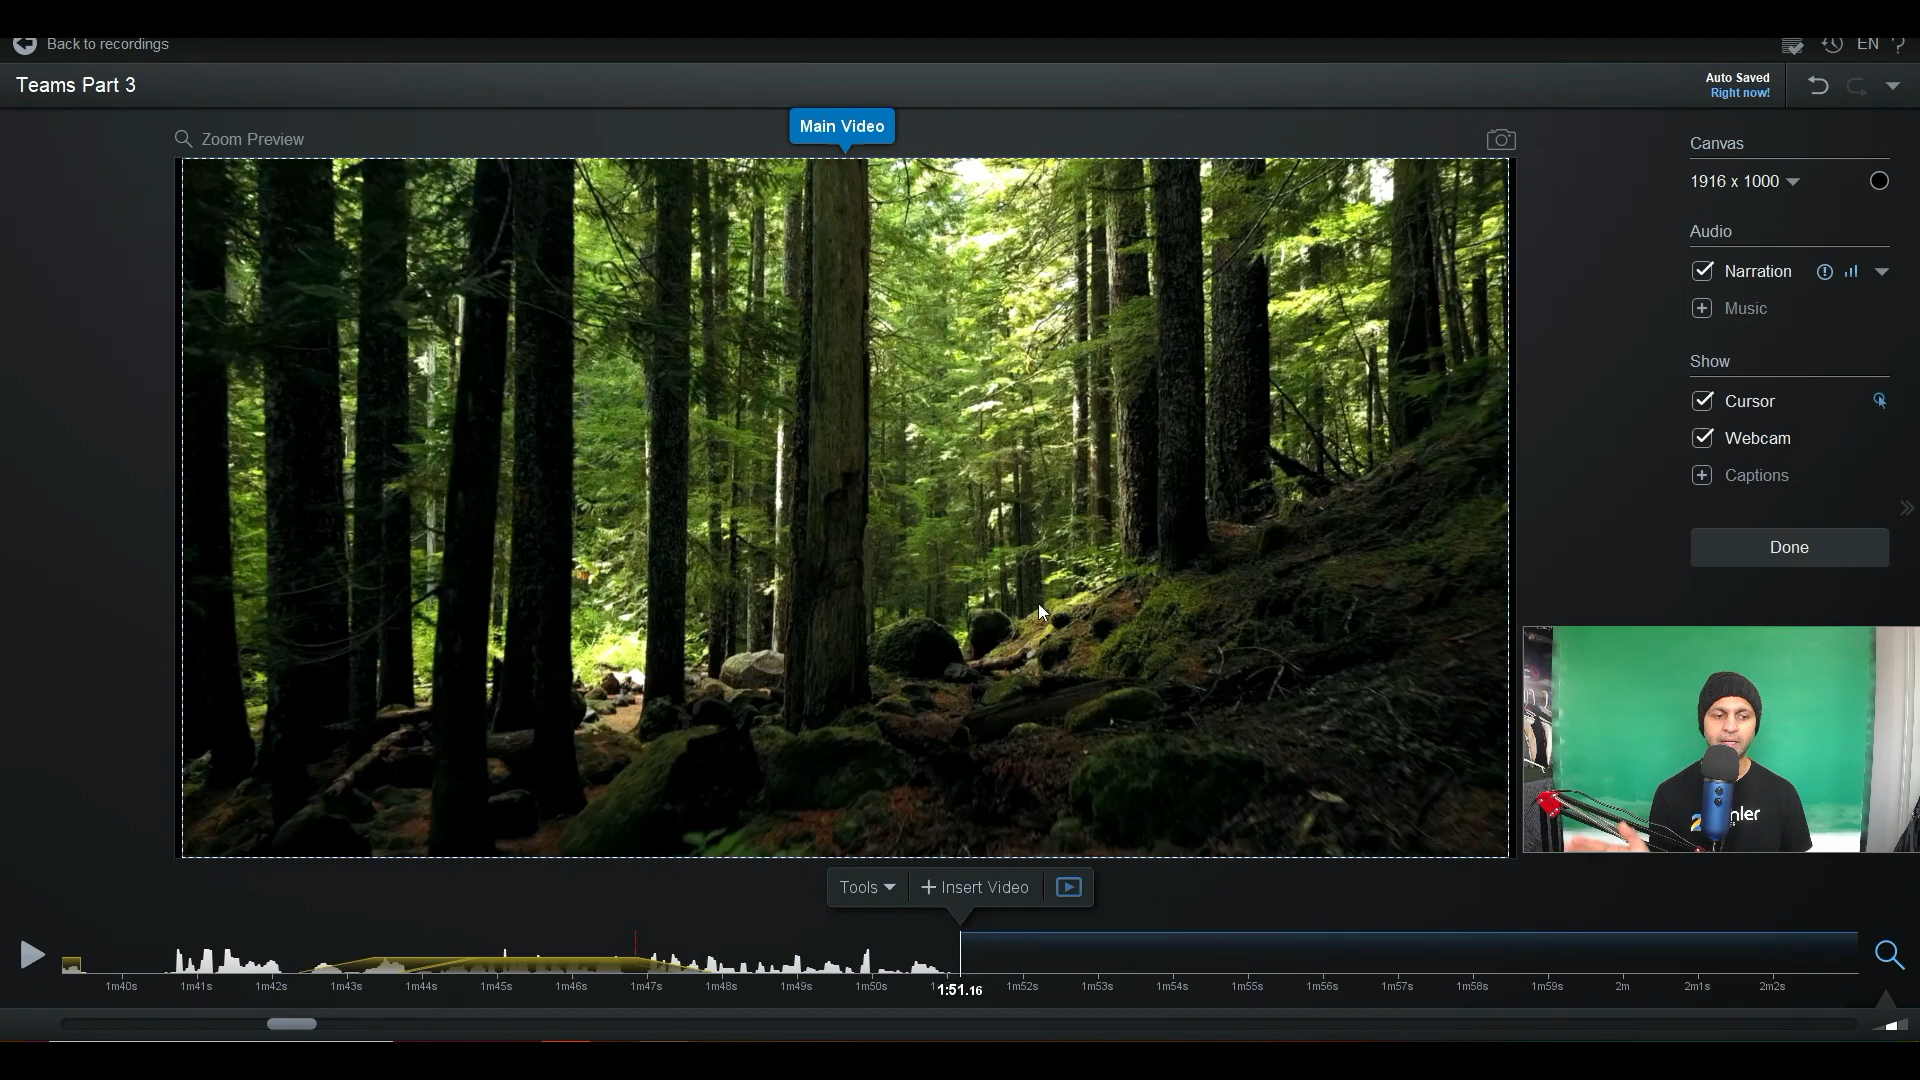 Back to recordings
EN ?
Teams Part 3
Auto Saved
Right now!
Main Video
Zoom Preview
Canvas
1916 x 1000
Audio
Narration
Music
Show
Cursor
Webcam
Captions
Done
Tools
+ Insert Video
1m40s 1m41s 1m42s 1m43s 1m44s 1m45s 1m46s 1m47s 1m48s 1m49s 1m50s 1:51.16 1m52s 1m53s 1m54s 1m55s 1m56s 1m57s 1m58s 1m59s 2m 2m1s 2m2s